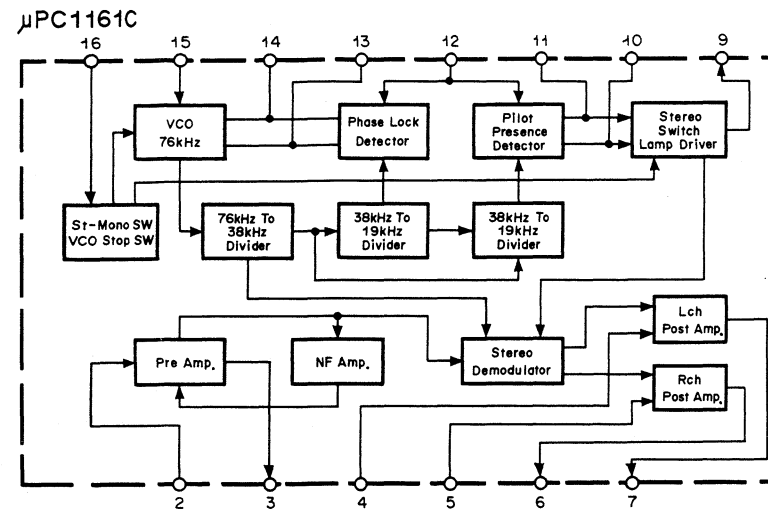 μPC1161C
16 15 14 13 12 11 10 9
VCO
76kHz
Phase Lock
Detector
Pilot
Presence
Detector
Stereo
Switch
Lamp Driver
St-Mono SW
VCO Stop SW
76kHz To
38kHz
Divider
38kHz To
19kHz
Divider
38kHz To
19kHz
Divider
Pre Amp.
NF Amp.
Stereo
Demodulator
Lch
Post Amp.
Rch
Post Amp.
2 3 4 5 6 7